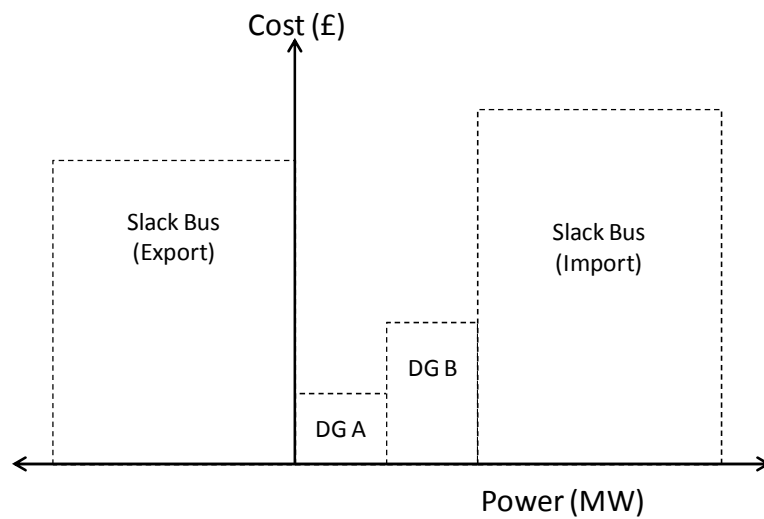 Cost (£)
Slack Bus
(Export)
Slack Bus
(Import)
DG B
DG A
Power (MW)